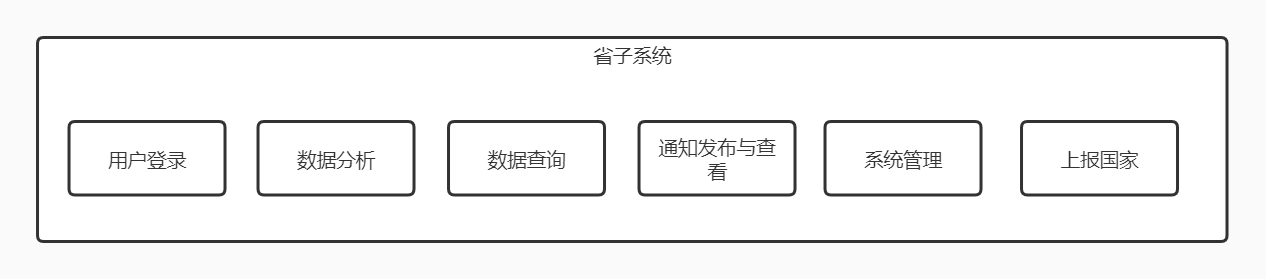 省子系统
用户登录
数据分析
数据查询
通知发布与查
看
系统管理
上报国家